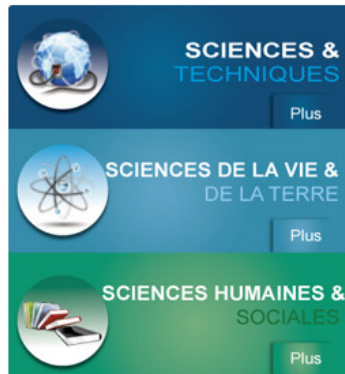 SCIENCES &
TECHNIQUES
Plus
SCIENCES DE LA VIE &
DE LA TERRE
Plus
SCIENCES HUMAINES &
SOCIALES
Plus